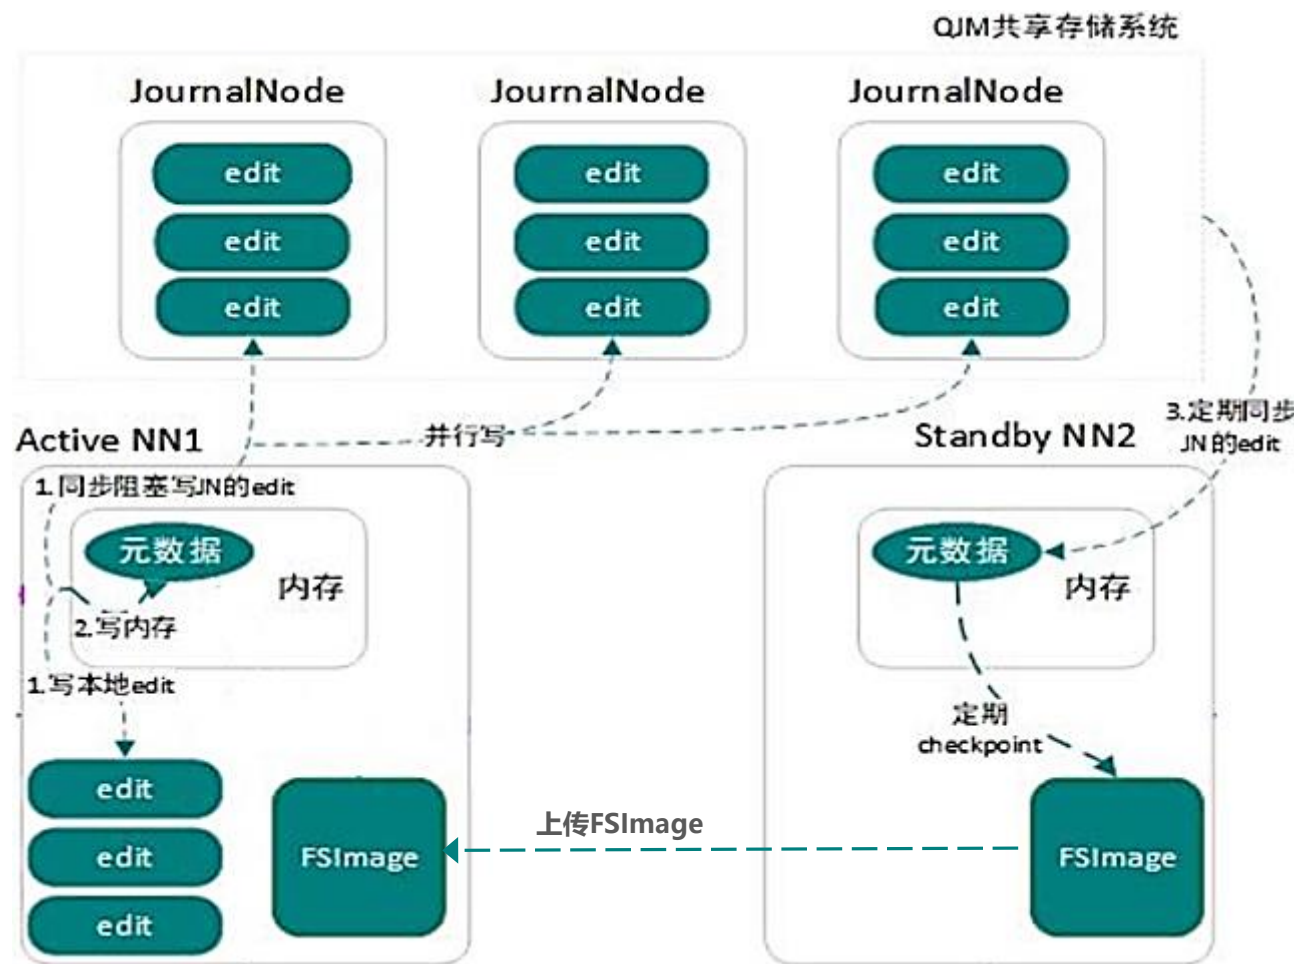 QJM共享存储系统
JournalNode
JournalNode
JournalNode
edit
edit
edit
edit
edit
edit
edit
edit
edit
并行写
3.定期同步
JN的edit
Active NN1
Standby NN2
1.同步阻塞写JN的edit
元数据
内存
2.写内存
1.写本地edit
元数据
内存
定期
checkpoint
edit
edit
edit
FSImage
上传FSImage
FSImage